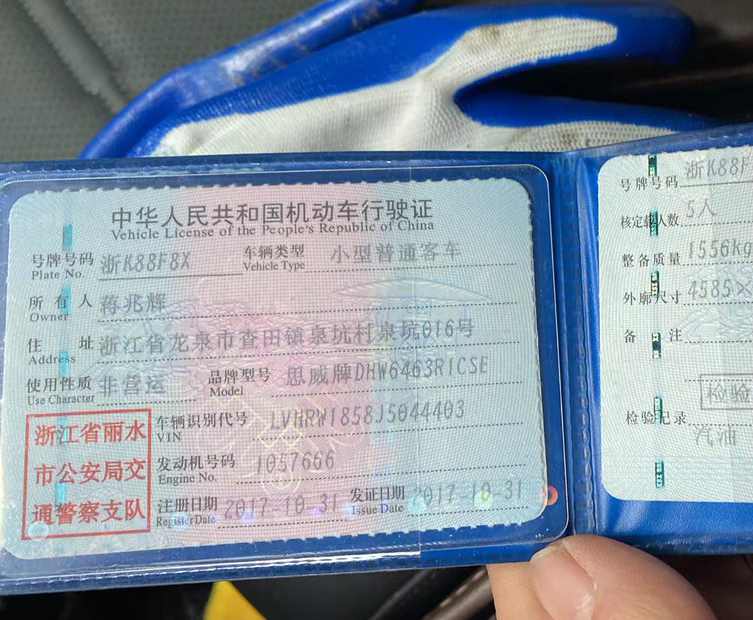 中华人民共和国机动车行驶证
Vehicle License of the People's Republic of China
号牌号码 浙K88F8X 车辆类型 小型普通客车
Plate No. Vehicle Type
所有人 蒋兆辉
Owner
住址 浙江省龙泉市查田镇泉坑村泉坑016号
Address
使用性质 非营运 品牌型号 思威牌DHW6463R1CSE
Use Character Model
浙江省丽水
市公安局交
通警察支队
车辆识别代号 LVHRW1858J5044403
VIN
发动机号码 1057666
Engine No.
注册日期 2017-10-31 发证日期 2017-10-31
Register Date Issue Date
号牌号码 浙K88F
核定载人数 5人
整备质量 1556kg
外廓尺寸 4585×
备注
检验
检验记录
汽油